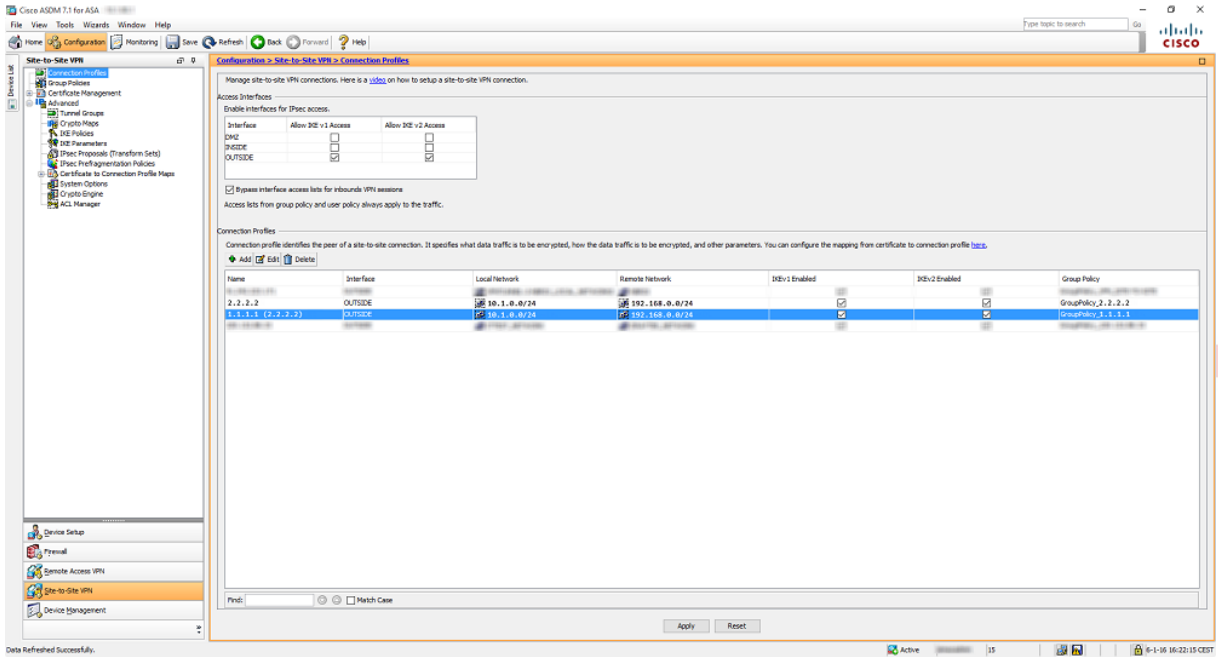 Cisco ASDM 7.1 for ASA
File View Tools Wizards Window Help
Type topic to search Go
Home Configuration Monitoring Save Refresh Back Forward Help
CISCO
Device List
Site-to-Site VPN
Connection Profiles
Group Policies
Certificate Management
Advanced
Tunnel Groups
Crypto Maps
IKE Policies
IKE Parameters
IPsec Proposals (Transform Sets)
IPsec Prefragmentation Policies
Certificate to Connection Profile Maps
System Options
Crypto Engine
ACL Manager
Device Setup
Firewall
Remote Access VPN
Site-to-Site VPN
Device Management
Configuration > Site-to-Site VPN > Connection Profiles
Manage site-to-site VPN connections. Here is a video on how to setup a site-to-site VPN connection.
Access Interfaces
Enable interfaces for IPsec access.
Interface Allow IKE v1 Access Allow IKE v2 Access
DMZ
INSIDE
OUTSIDE
Bypass interface access lists for inbounds VPN sessions
Access lists from group policy and user policy always apply to the traffic.
Connection Profiles
Connection profile identifies the peer of a site-to-site connection. It specifies what data traffic is to be encrypted, how the data traffic is to be encrypted, and other parameters. You can configure the mapping from certificate to connection profile here.
Add Edit Delete
Name Interface Local Network Remote Network IKEv1 Enabled IKEv2 Enabled Group Policy
2.2.2.2 OUTSIDE 10.1.0.0/24 192.168.0.0/24 GroupPolicy_2.2.2.2
1.1.1.1 (2.2.2.2) OUTSIDE 10.1.0.0/24 192.168.0.0/24 GroupPolicy_1.1.1.1
Find: Match Case
Apply Reset
Data Refreshed Successfully. Active 15 6-1-16 16:22:15 CEST